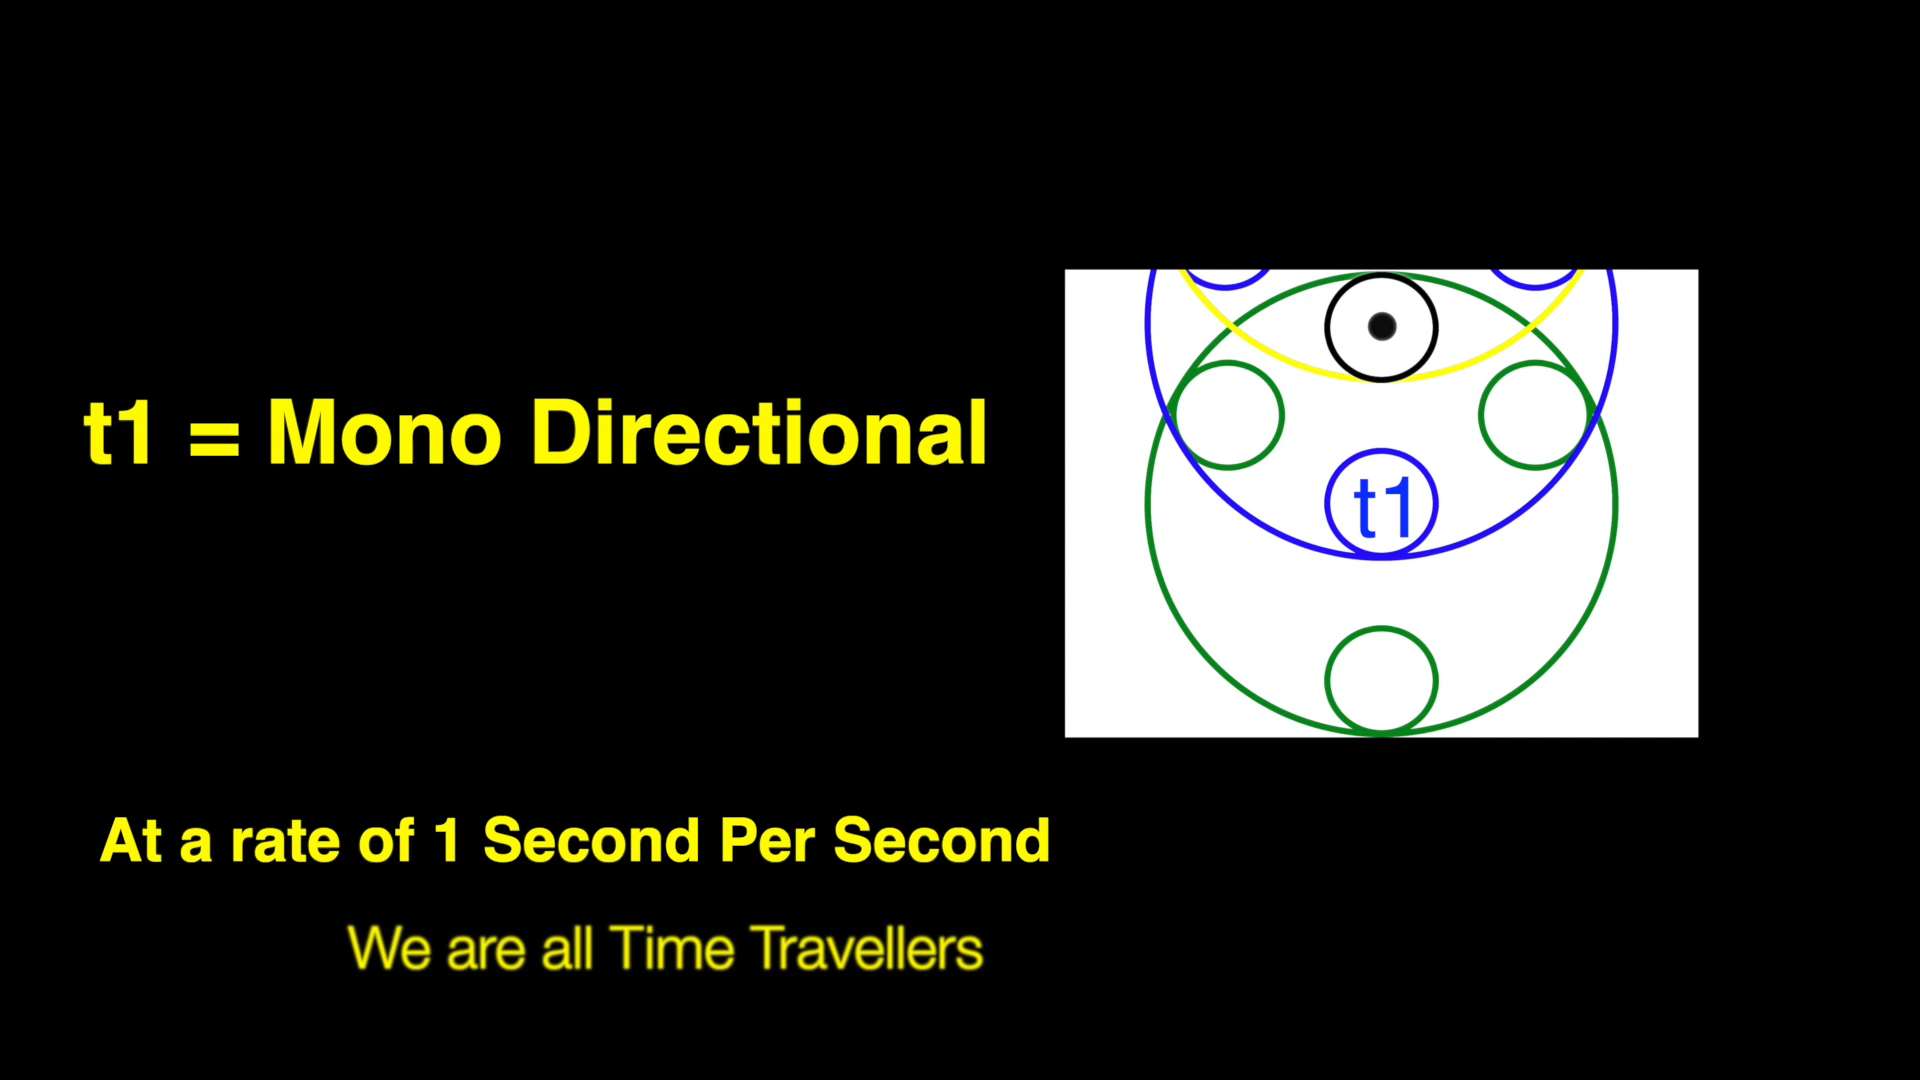 t1 = Mono Directional
t1
At a rate of 1 Second Per Second
We are all Time Travellers